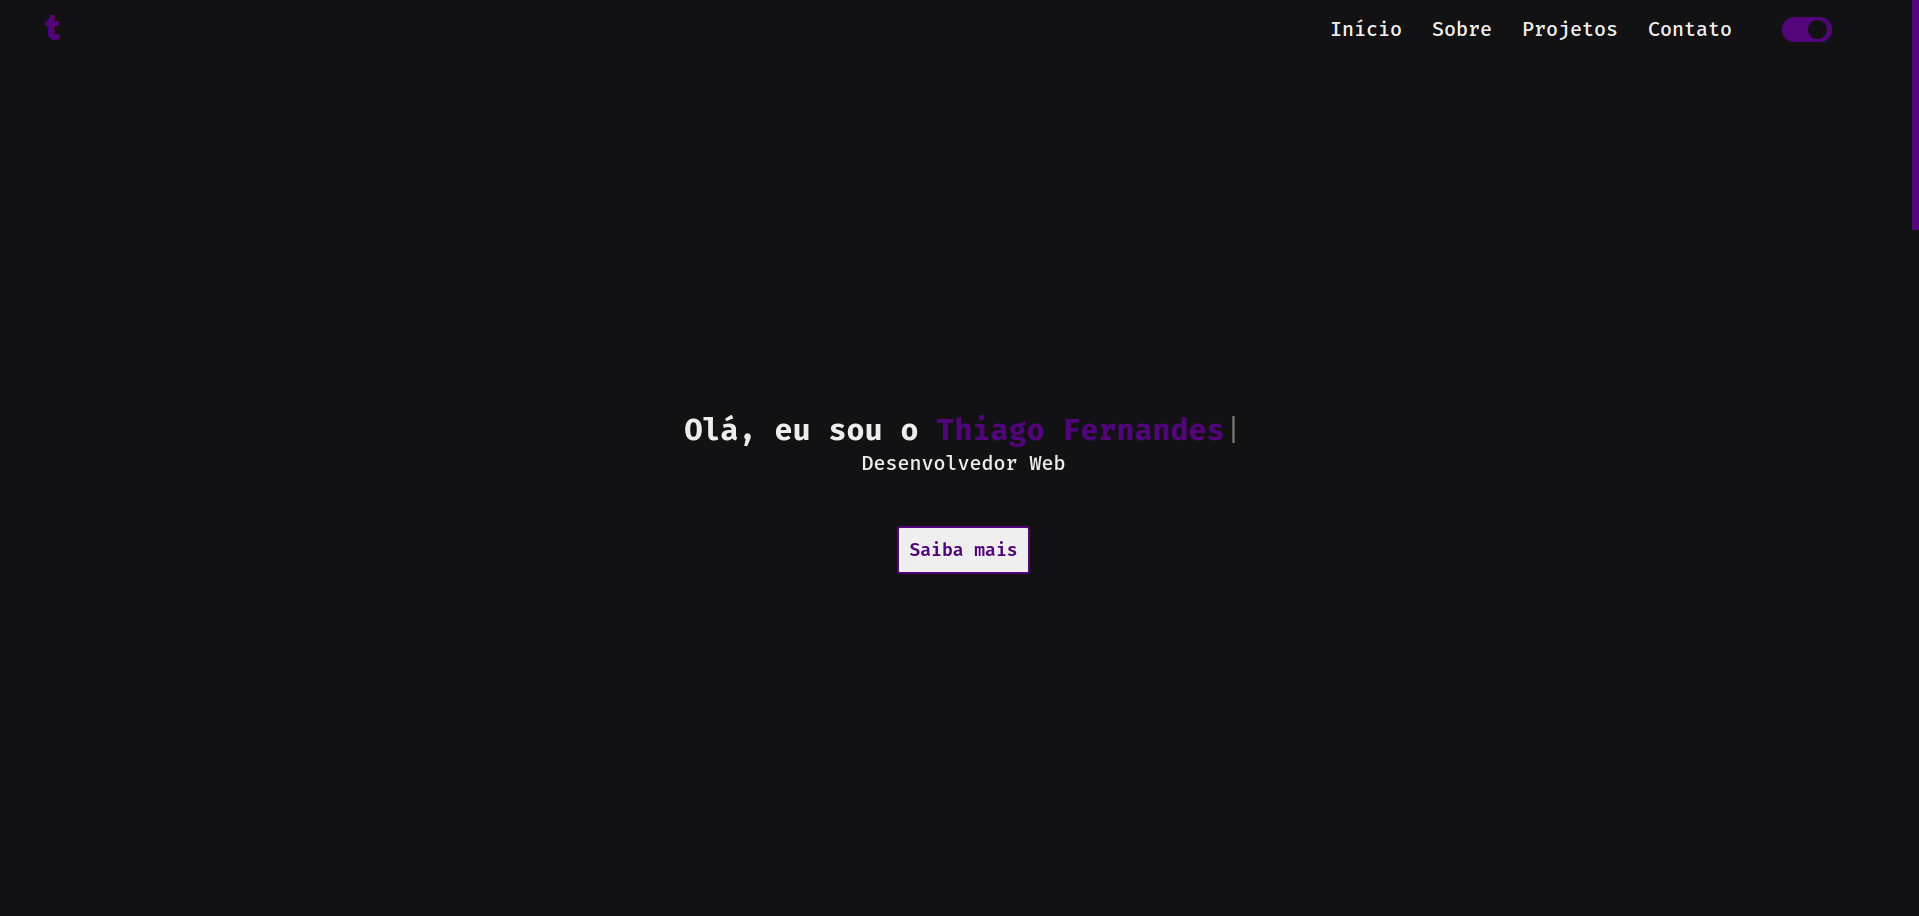 t
Início Sobre Projetos Contato
Olá, eu sou o Thiago Fernandes|
Desenvolvedor Web
Saiba mais